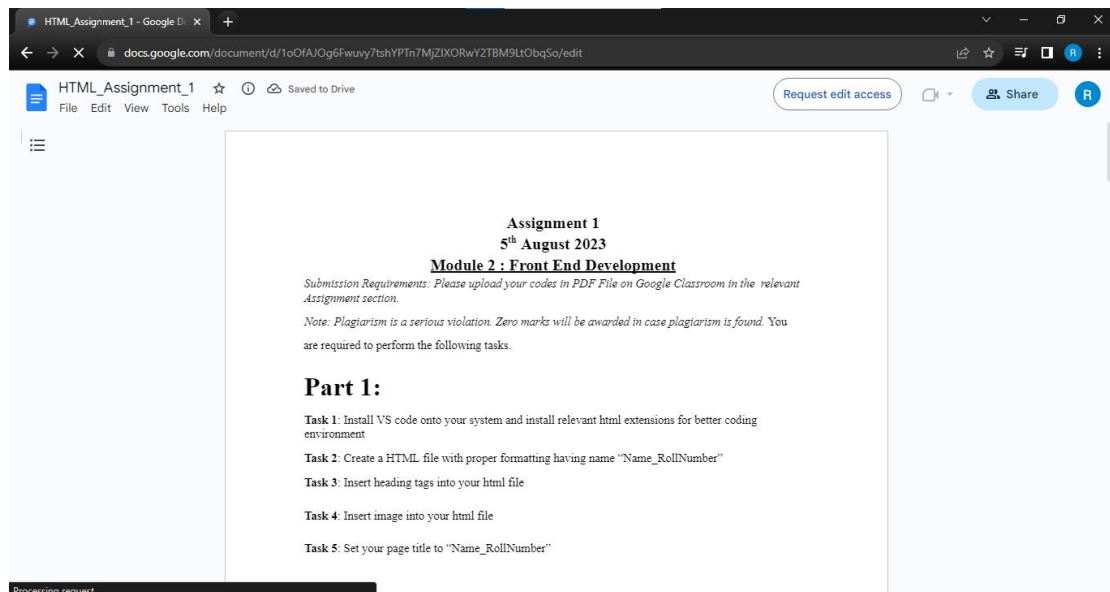 HTML_Assignment_1 - Google D
docs.google.com/document/d/1oOfAJOg6Fwuvy7tshYPTn7MjZIXORwY2TBM9LtObqSo/edit
R
HTML_Assignment_1
Saved to Drive
Request edit access
Share
R
File Edit View Tools Help
Assignment 1
5th August 2023
Module 2 : Front End Development
Submission Requirements: Please upload your codes in PDF File on Google Classroom in the relevant
Assignment section.
Note: Plagiarism is a serious violation. Zero marks will be awarded in case plagiarism is found. You
are required to perform the following tasks.
Part 1:
Task 1: Install VS code onto your system and install relevant html extensions for better coding
environment
Task 2: Create a HTML file with proper formatting having name “Name_RollNumber”
Task 3: Insert heading tags into your html file
Task 4: Insert image into your html file
Task 5: Set your page title to “Name_RollNumber”
Processing request